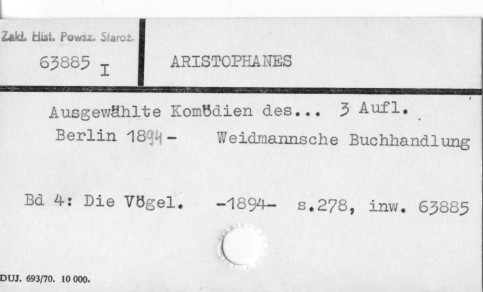 Zakł. Hist. Powsz. Staroż.
63885 I
ARISTOPHANES
Ausgewählte Komödien des... 3 Aufl.
Berlin 1894- Weidmannsche Buchhandlung
Bd 4: Die Vögel. -1894- s.278, inw. 63885
DUJ. 693/70. 10 000.